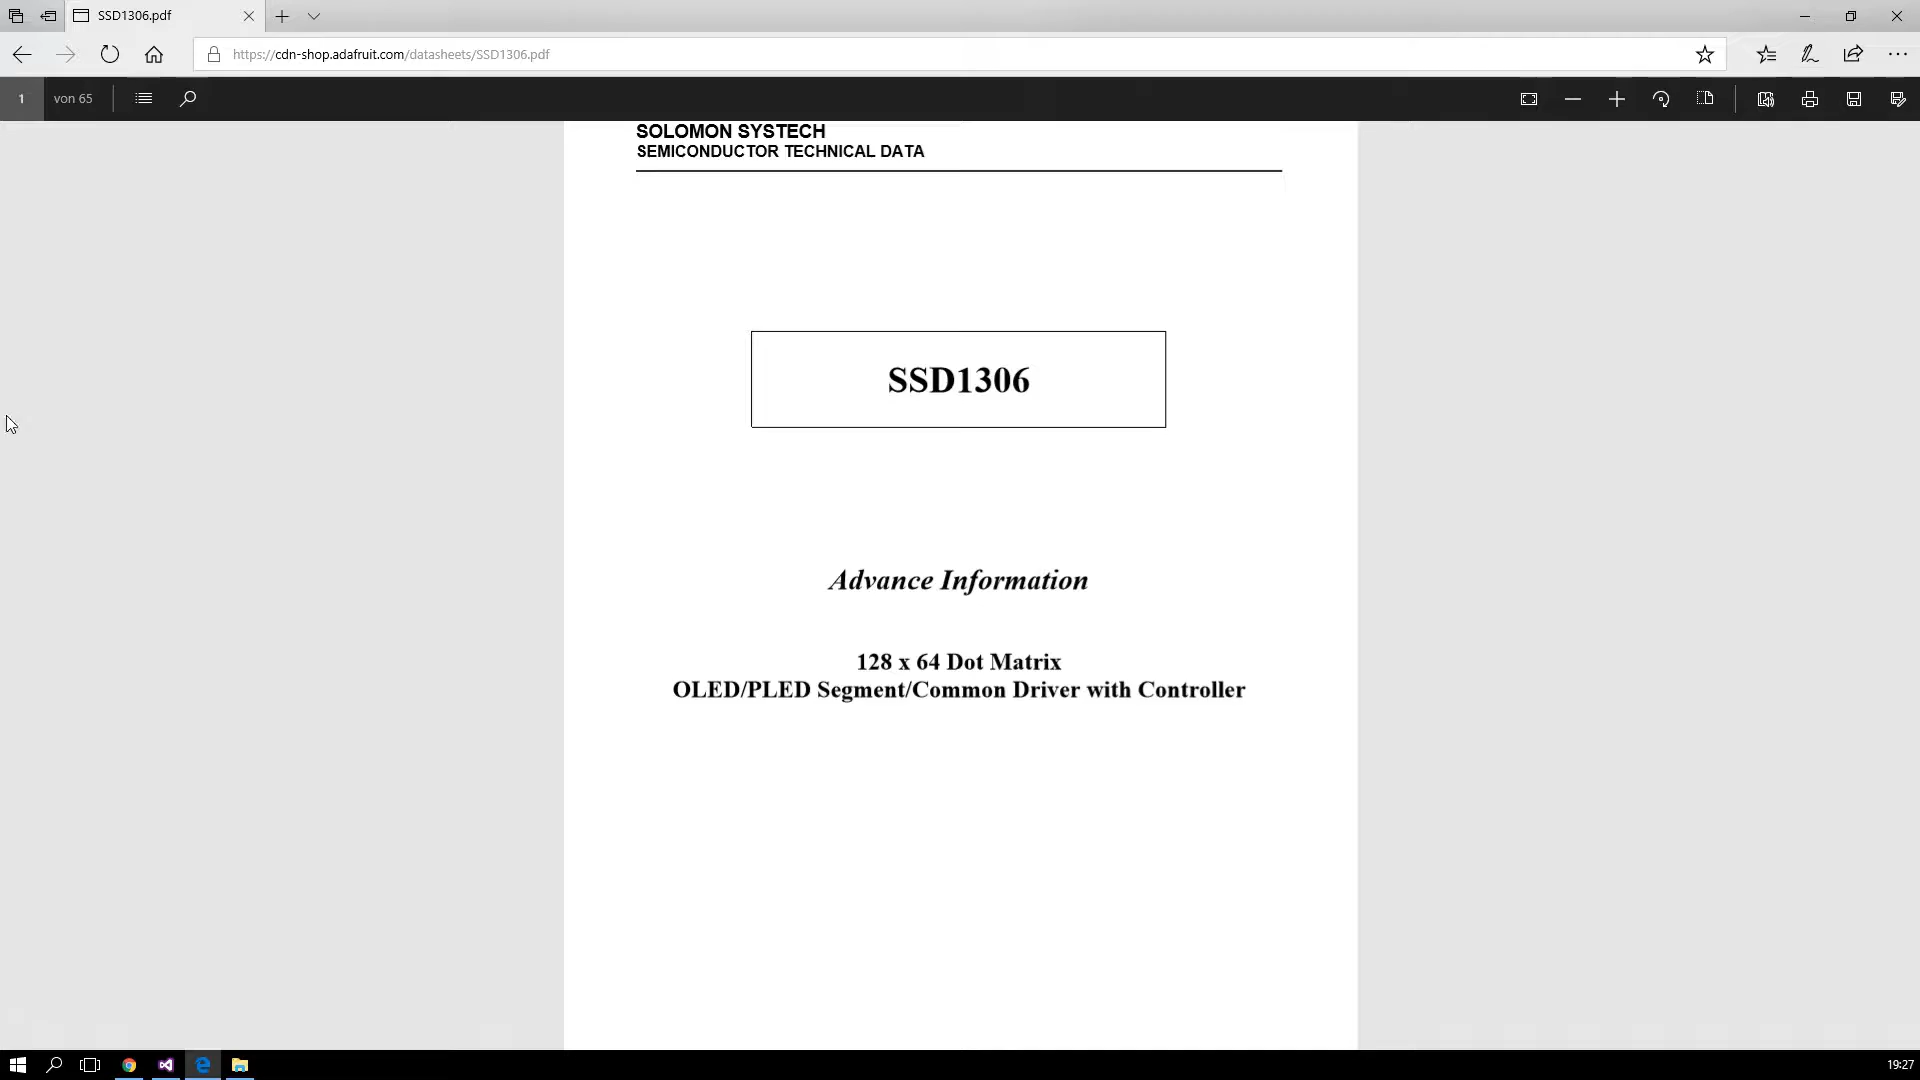 SSD1306.pdf
https://cdn-shop.adafruit.com/datasheets/SSD1306.pdf
1 von 65
SOLOMON SYSTECH
SEMICONDUCTOR TECHNICAL DATA
SSD1306
Advance Information
128 x 64 Dot Matrix
OLED/PLED Segment/Common Driver with Controller
19:27